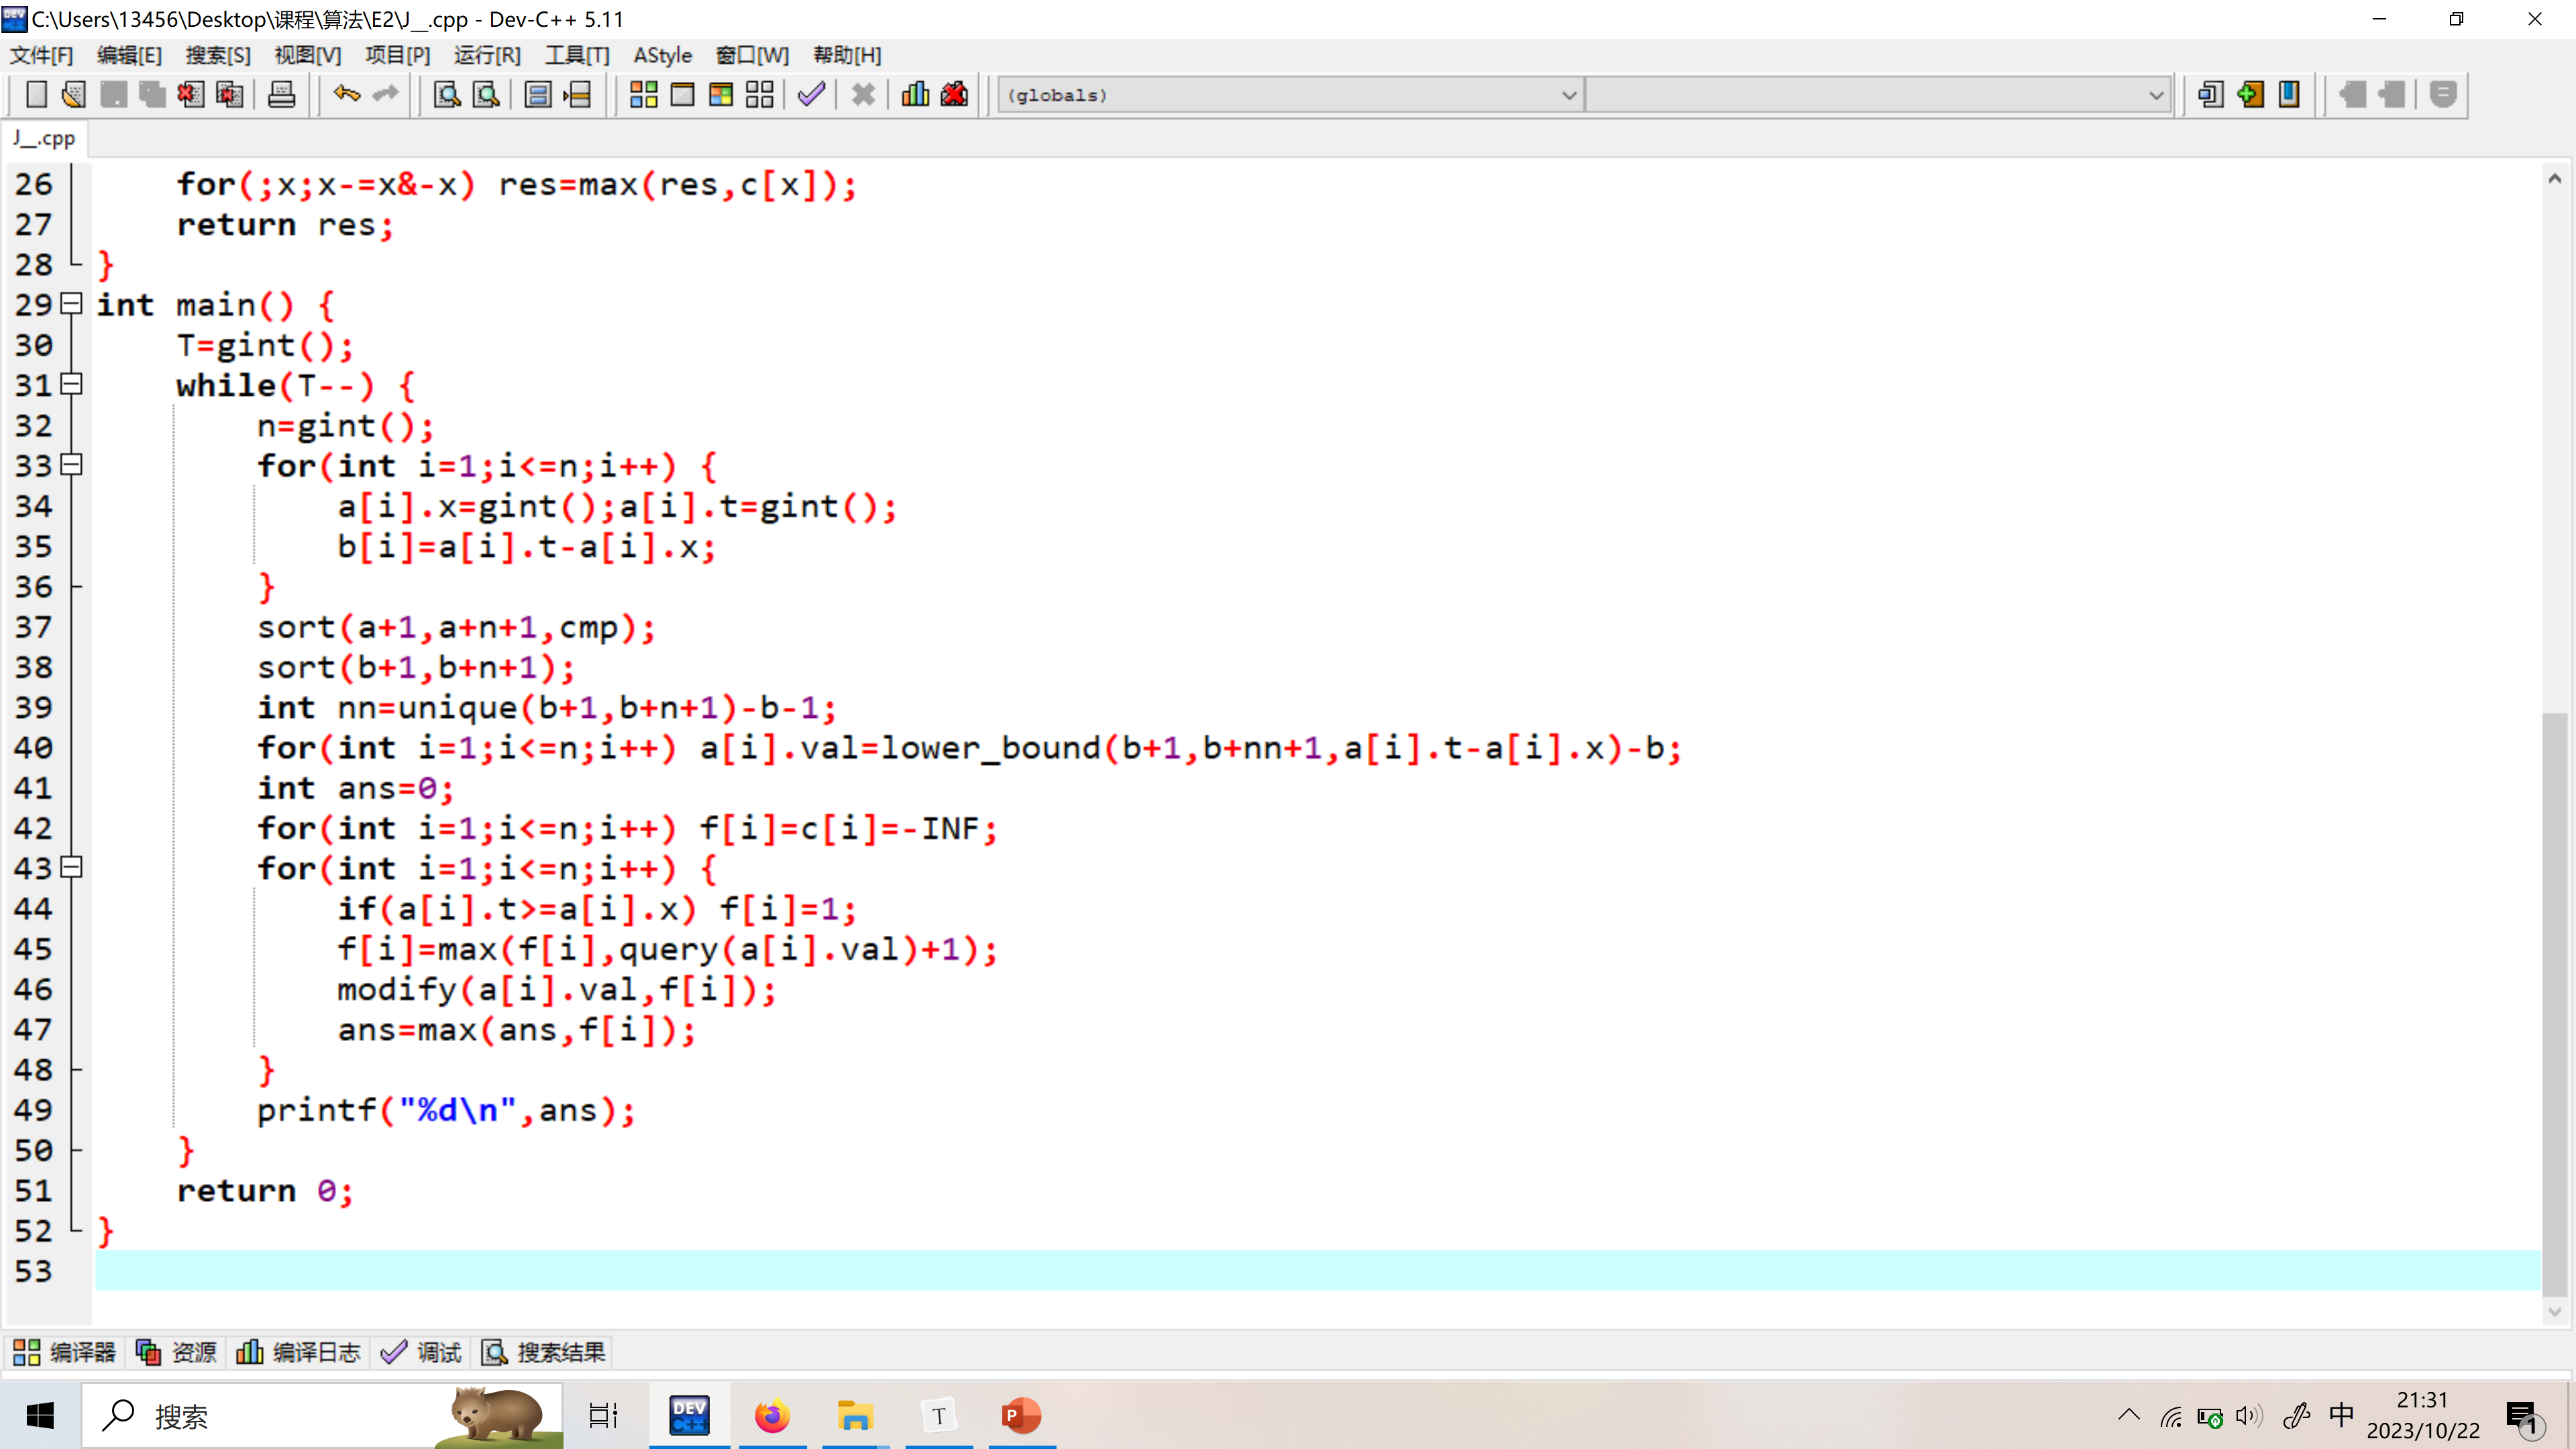 C:\Users\13456\Desktop\课程\算法\E2\J__.cpp - Dev-C++ 5.11
文件[F] 编辑[E] 搜索[S] 视图[V] 项目[P] 运行[R] 工具[T] AStyle 窗口[W] 帮助[H]
(globals)
J__.cpp
26 for(;x;x-=x&-x) res=max(res,c[x]);
27 return res;
28 }
29 int main() {
30 T=gint();
31 while(T--) {
32 n=gint();
33 for(int i=1;i<=n;i++) {
34 a[i].x=gint();a[i].t=gint();
35 b[i]=a[i].t-a[i].x;
36 }
37 sort(a+1,a+n+1,cmp);
38 sort(b+1,b+n+1);
39 int nn=unique(b+1,b+n+1)-b-1;
40 for(int i=1;i<=n;i++) a[i].val=lower_bound(b+1,b+nn+1,a[i].t-a[i].x)-b;
41 int ans=0;
42 for(int i=1;i<=n;i++) f[i]=c[i]=-INF;
43 for(int i=1;i<=n;i++) {
44 if(a[i].t>=a[i].x) f[i]=1;
45 f[i]=max(f[i],query(a[i].val)+1);
46 modify(a[i].val,f[i]);
47 ans=max(ans,f[i]);
48 }
49 printf("%d\n",ans);
50 }
51 return 0;
52 }
53
编译器 资源 编译日志 调试 搜索结果
搜索
DEV C++
T
P
中
21:31
2023/10/22
1